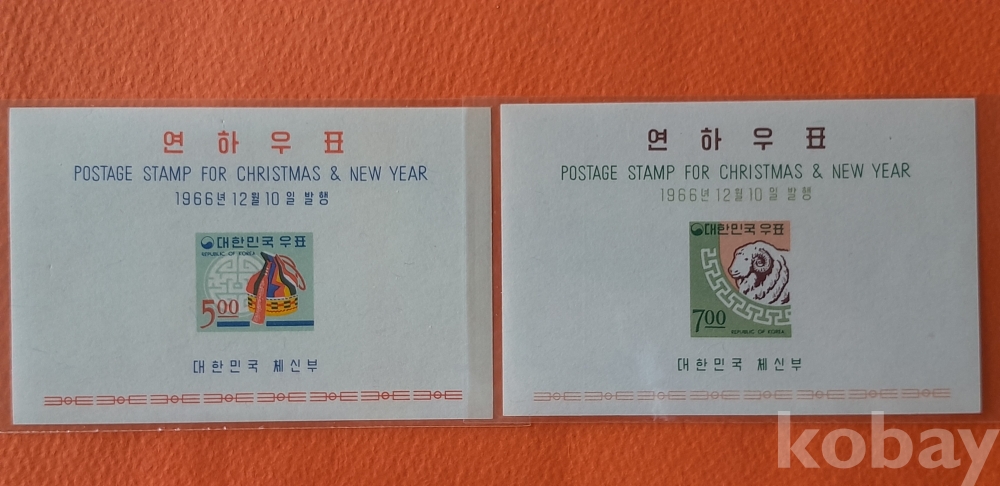 연하우표
POSTAGE STAMP FOR CHRISTMAS & NEW YEAR
1966년 12월 10일 발행
대한민국 우표
REPUBLIC OF KOREA
5.00
대한민국 체신부
연하우표
POSTAGE STAMP FOR CHRISTMAS & NEW YEAR
1966년 12월 10일 발행
대한민국 우표
7.00
REPUBLIC OF KOREA
대한민국 체신부
kobay